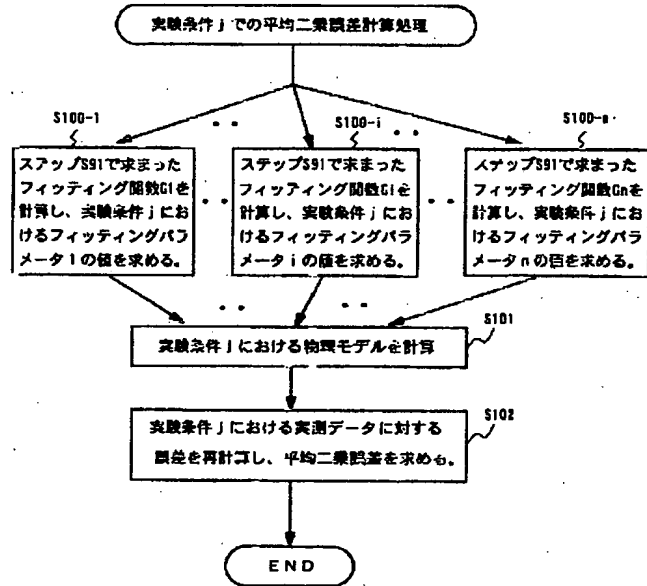 実験条件jでの平均二乗誤差計算処理
S100-1
S100-i
S100-n
ステップS91で求まった
フィッティング関数G1を
計算し、実験条件jにお
けるフィッティングパラ
メータ1の値を求める。
ステップS91で求まった
フィッティング関数Giを
計算し、実験条件jにお
けるフィッティングパラ
メータiの値を求める。
ステップS91で求まった
フィッティング関数Gnを
計算し、実験条件jにお
けるフィッティングパラ
メータnの値を求める。
S101
実験条件jにおける物理モデルを計算
S102
実験条件jにおける実測データに対する
誤差を再計算し、平均二乗誤差を求める。
END